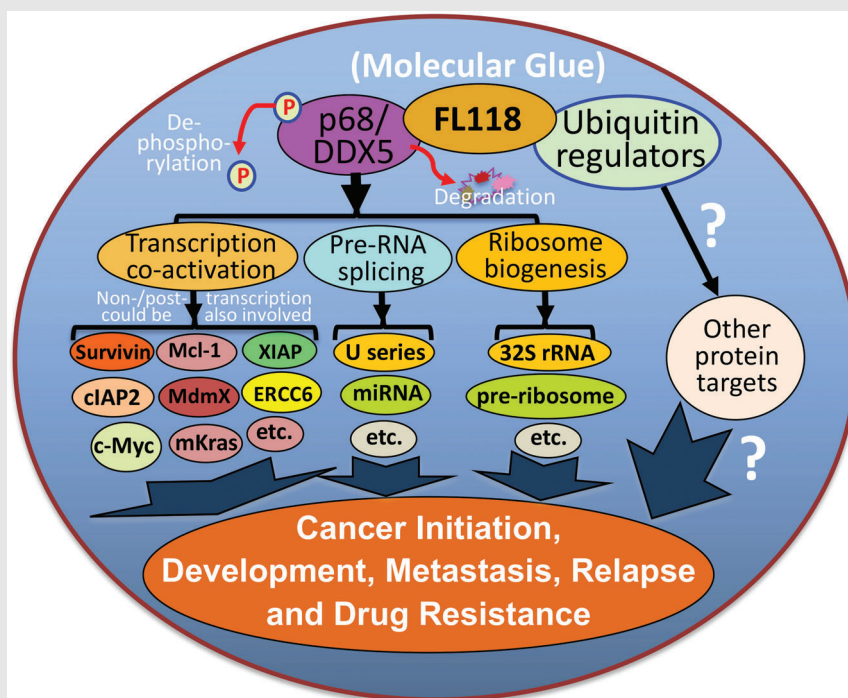 (Molecular Glue)
P
De-
phospho-
rylation
P
p68/
DDX5
FL118
Ubiquitin
regulators
Degradation
?
Transcription
co-activation
Pre-RNA
splicing
Ribosome
biogenesis
Non-/post- transcription
could be also involved
Survivin
Mcl-1
XIAP
U series
32S rRNA
Other
protein
targets
cIAP2
MdmX
ERCC6
miRNA
pre-ribosome
c-Myc
mKras
etc.
etc.
etc.
?
Cancer Initiation,
Development, Metastasis, Relapse
and Drug Resistance